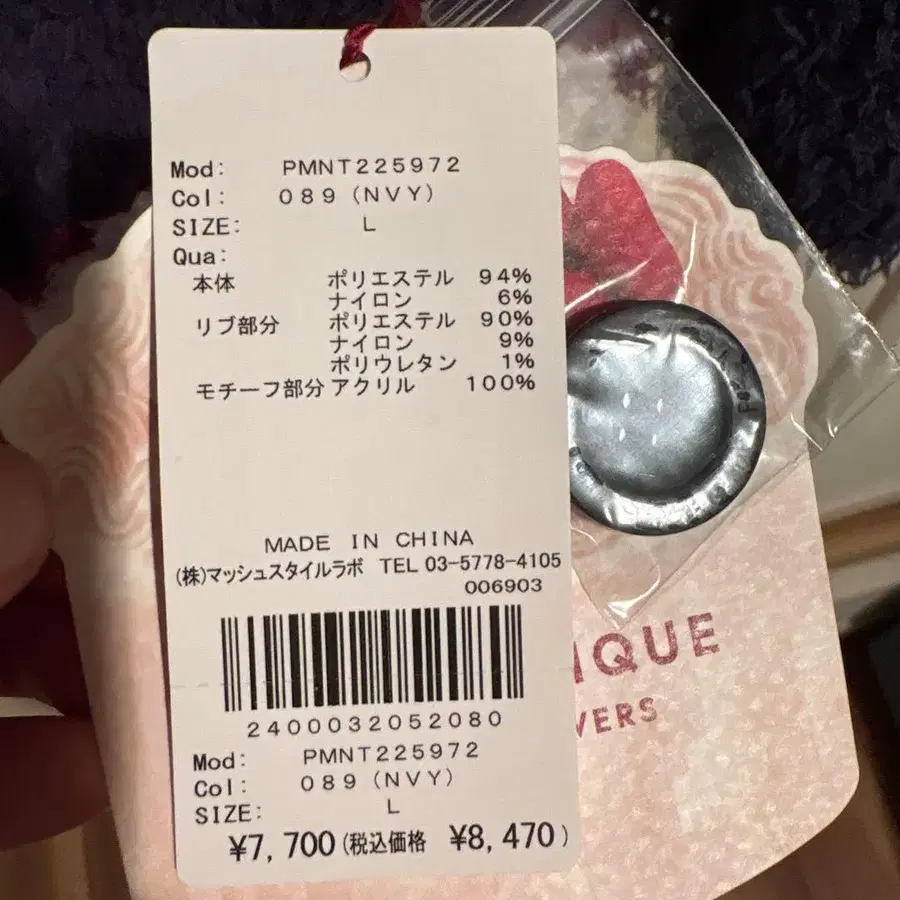 Mod: PMNT225972
Col: 089 (NVY)
SIZE: L
Qua:
本体 ポリエステル 94%
ナイロン 6%
リブ部分 ポリエステル 90%
ナイロン 9%
ポリウレタン 1%
モチーフ部分 アクリル 100%
MADE IN CHINA
(株)マッシュスタイルラボ TEL 03-5778-4105
006903
2400032052080
Mod: PMNT225972
Col: 089 (NVY)
SIZE: L
¥7,700(税込価格 ¥8,470)
IQUE
VERS